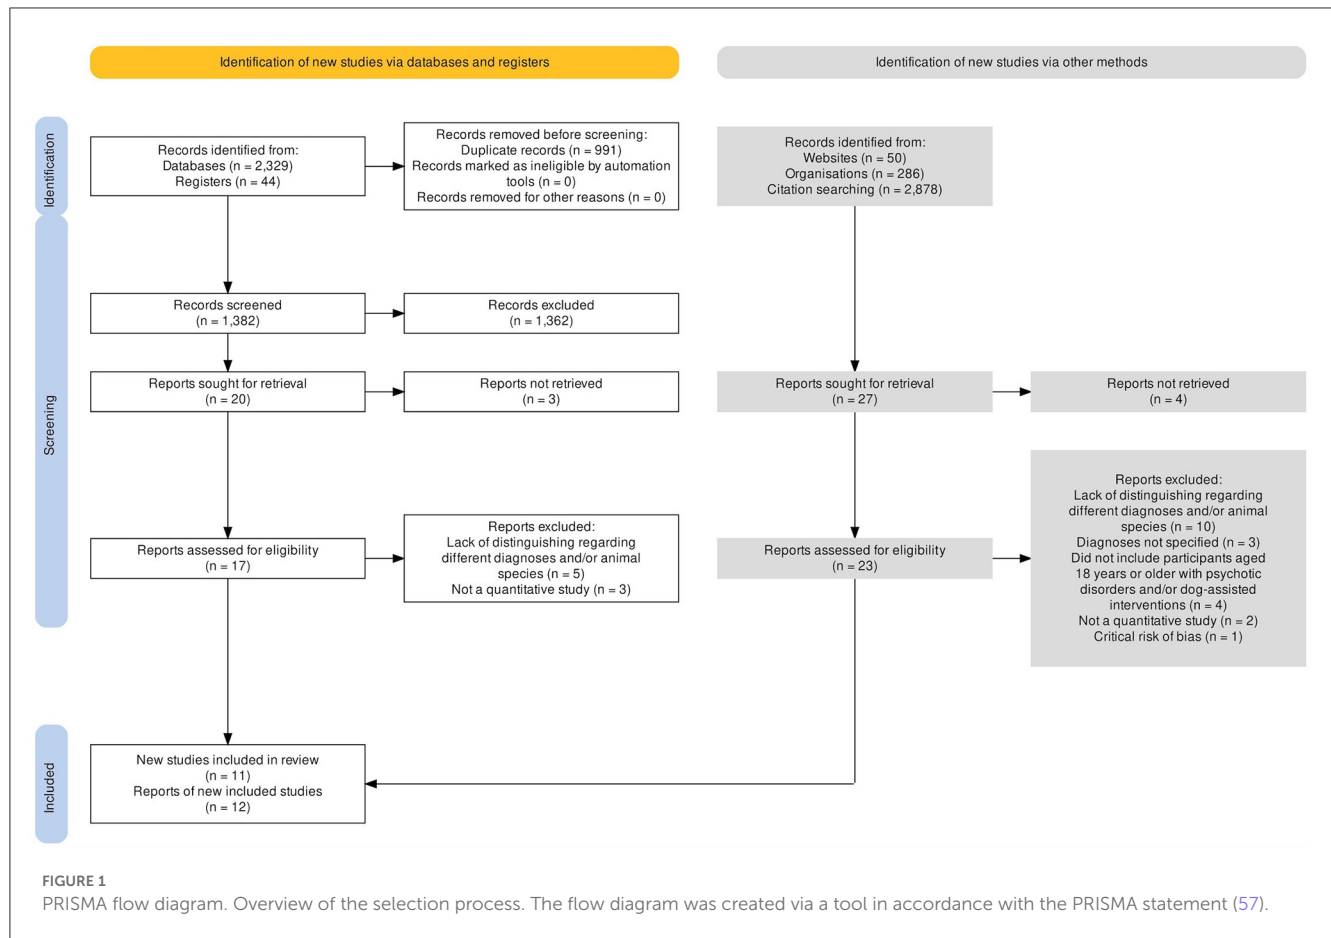 Identification of new studies via databases and registers
Identification of new studies via other methods
Identification
Records identified from:
Databases (n = 2,329)
Registers (n = 44)
Records removed before screening:
Duplicate records (n = 991)
Records marked as ineligible by automation
tools (n = 0)
Records removed for other reasons (n = 0)
Records identified from:
Websites (n = 50)
Organisations (n = 286)
Citation searching (n = 2,878)
Screening
Records screened
(n = 1,382)
Records excluded
(n = 1,362)
Reports sought for retrieval
(n = 20)
Reports not retrieved
(n = 3)
Reports sought for retrieval
(n = 27)
Reports not retrieved
(n = 4)
Reports assessed for eligibility
(n = 17)
Reports excluded:
Lack of distinguishing regarding
different diagnoses and/or animal
species (n = 5)
Not a quantitative study (n = 3)
Reports assessed for eligibility
(n = 23)
Reports excluded:
Lack of distinguishing regarding
different diagnoses and/or animal
species (n = 10)
Diagnoses not specified (n = 3)
Did not include participants aged
18 years or older with psychotic
disorders and/or dog-assisted
interventions (n = 4)
Not a quantitative study (n = 2)
Critical risk of bias (n = 1)
Included
New studies included in review
(n = 11)
Reports of new included studies
(n = 12)
FIGURE 1
PRISMA flow diagram. Overview of the selection process. The flow diagram was created via a tool in accordance with the PRISMA statement (57).